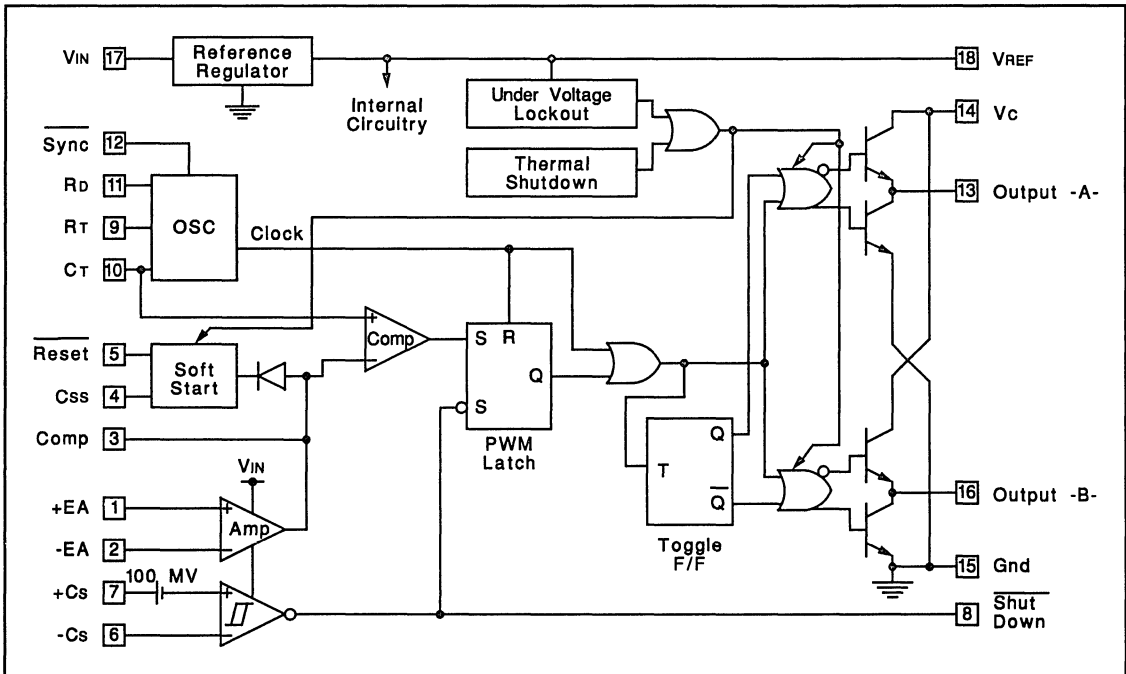 VIN 17
Reference
Regulator
18 VREF
Internal
Circuitry
Under Voltage
Lockout
14 Vc
Sync 12
Thermal
Shutdown
RD 11
13 Output -A-
RT 9
OSC
Clock
CT 10
+
Comp
−
S R
Q
S
PWM
Latch
Reset 5
Soft
Start
Css 4
Comp 3
Q
T
Q
Toggle
F/F
VIN
+EA 1
+
Amp
−
-EA 2
16 Output -B-
15 Gnd
+Cs 7
100 MV
+
−
-Cs 6
8 Shut
Down